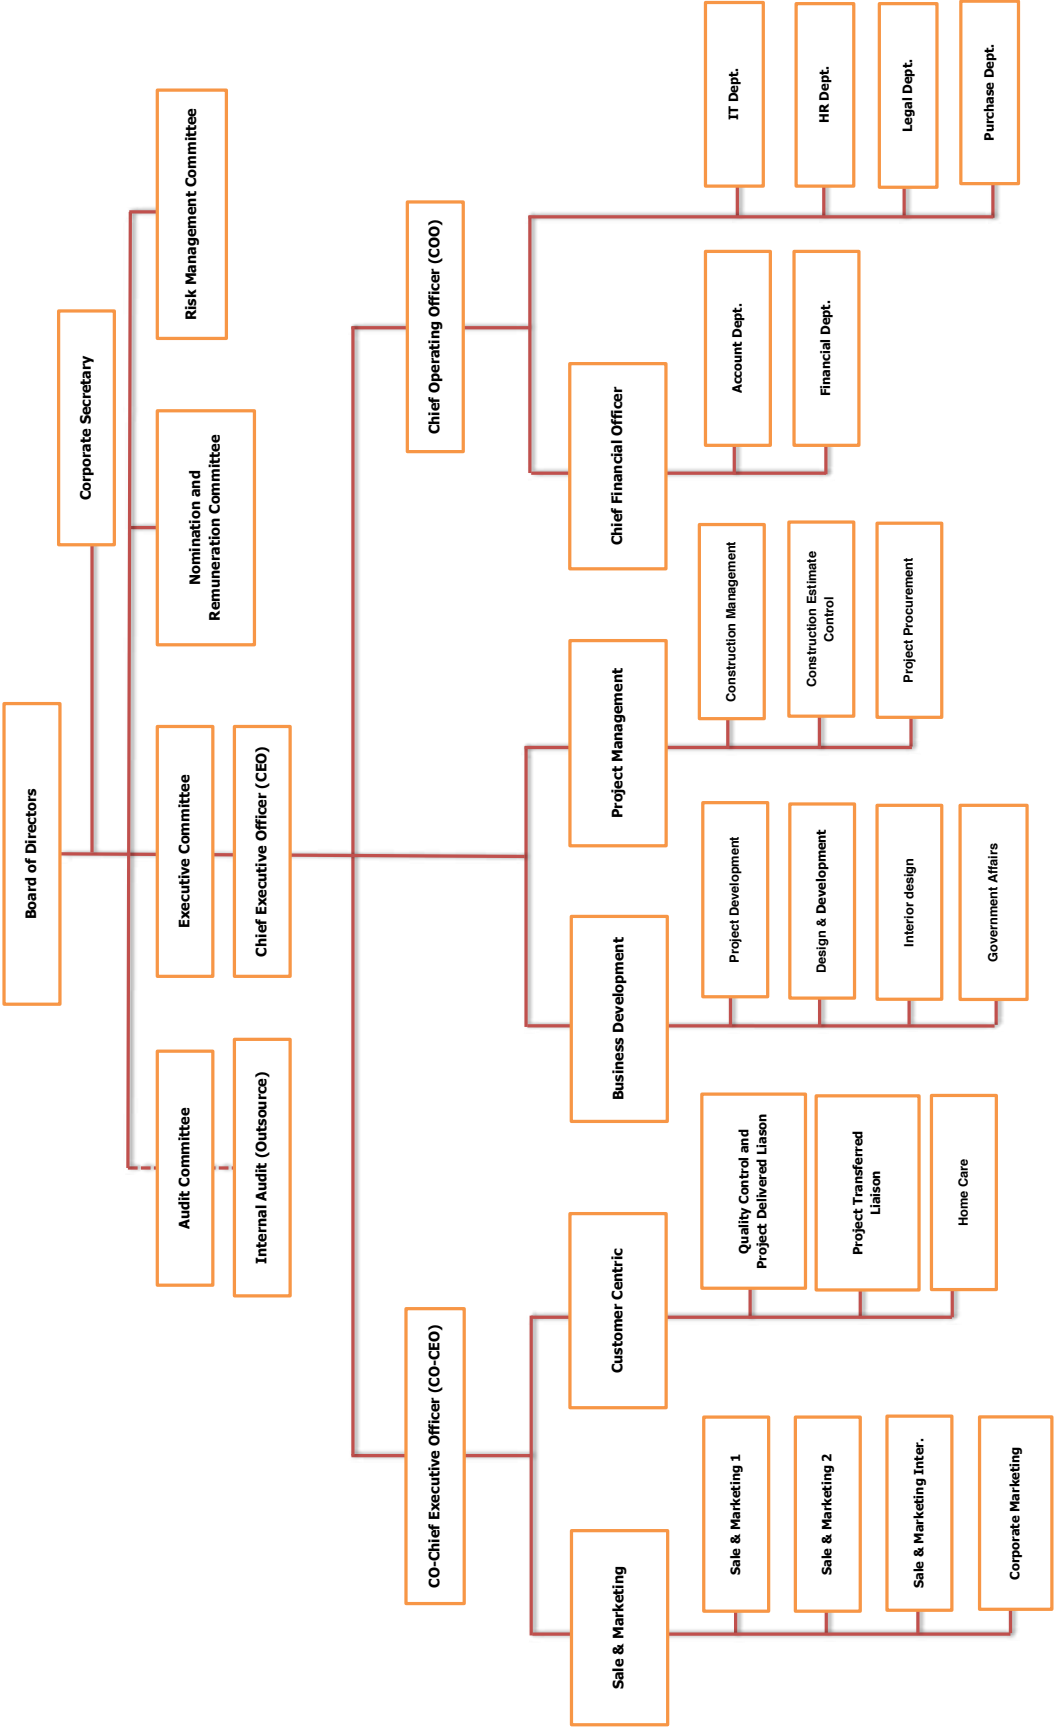 Board of Directors
Corporate Secretary
Audit Committee
Executive Committee
Nomination and
Remuneration Committee
Risk Management Committee
Internal Audit (Outsource)
Chief Executive Officer (CEO)
CO-Chief Executive Officer (CO-CEO)
Chief Operating Officer (COO)
Sale & Marketing
Customer Centric
Business Development
Project Management
Chief Financial Officer
Sale & Marketing 1
Sale & Marketing 2
Sale & Marketing Inter.
Corporate Marketing
Quality Control and
Project Delivered Liason
Project Transferred
Liaison
Home Care
Project Development
Design & Development
Interior design
Government Affairs
Construction Management
Construction Estimate
Control
Project Procurement
Account Dept.
Financial Dept.
IT Dept.
HR Dept.
Legal Dept.
Purchase Dept.